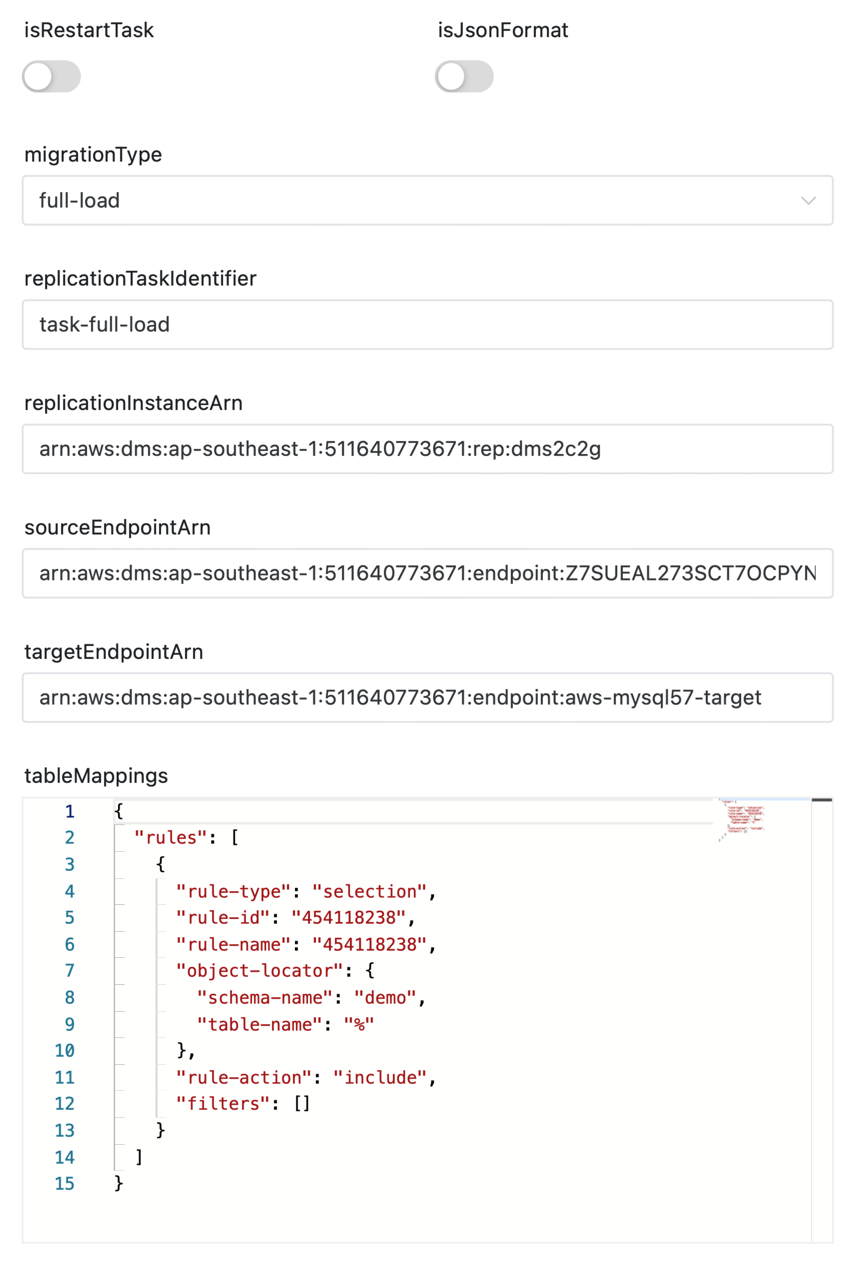 isRestartTask isJsonFormat
migrationType
full-load
replicationTaskIdentifier
task-full-load
replicationInstanceArn
arn:aws:dms:ap-southeast-1:511640773671:rep:dms2c2g
sourceEndpointArn
arn:aws:dms:ap-southeast-1:511640773671:endpoint:Z7SUEAL273SCT7OCPYN
targetEndpointArn
arn:aws:dms:ap-southeast-1:511640773671:endpoint:aws-mysql57-target
tableMappings
1 {
2 "rules": [
3 {
4 "rule-type": "selection",
5 "rule-id": "454118238",
6 "rule-name": "454118238",
7 "object-locator": {
8 "schema-name": "demo",
9 "table-name": "%"
10 },
11 "rule-action": "include",
12 "filters": []
13 }
14 ]
15 }